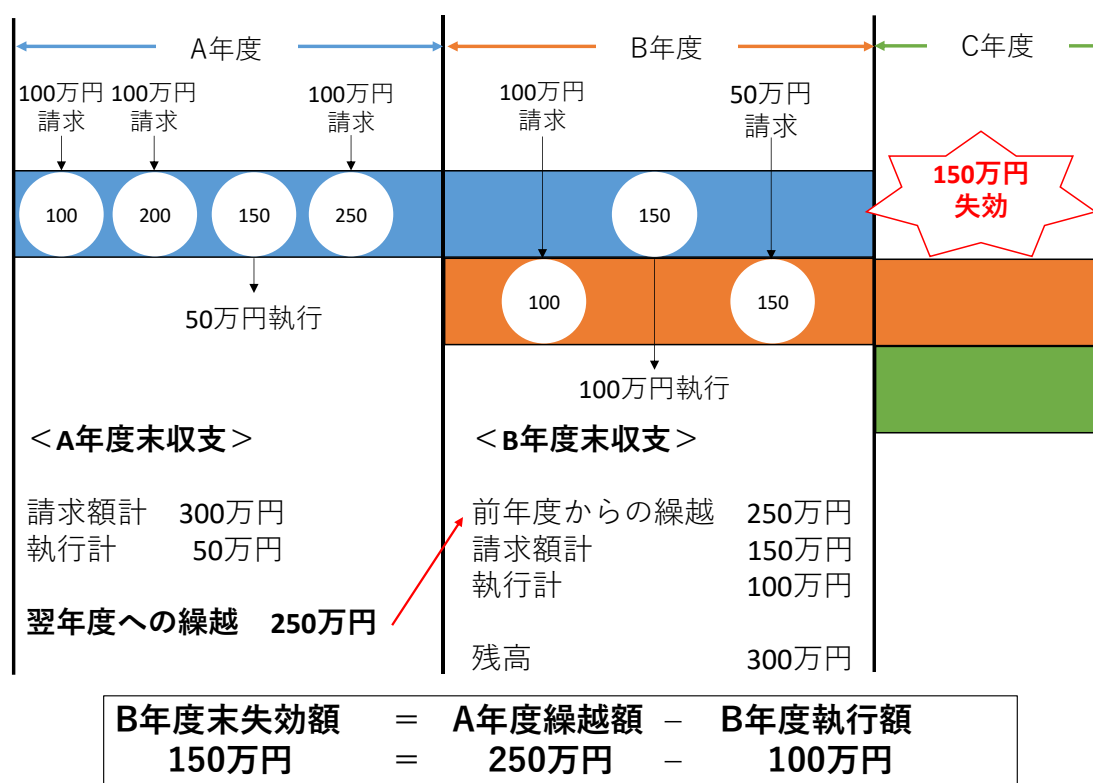 A年度
B年度
C年度
100万円
請求
100万円
請求
100万円
請求
100万円
請求
50万円
請求
100
200
150
250
150
150万円
失効
100
150
50万円執行
100万円執行
＜A年度末収支＞
請求額計 300万円
執行計 50万円
翌年度への繰越 250万円
＜B年度末収支＞
前年度からの繰越 250万円
請求額計 150万円
執行計 100万円
残高 300万円
B年度末失効額 = A年度繰越額 − B年度執行額
150万円 = 250万円 − 100万円